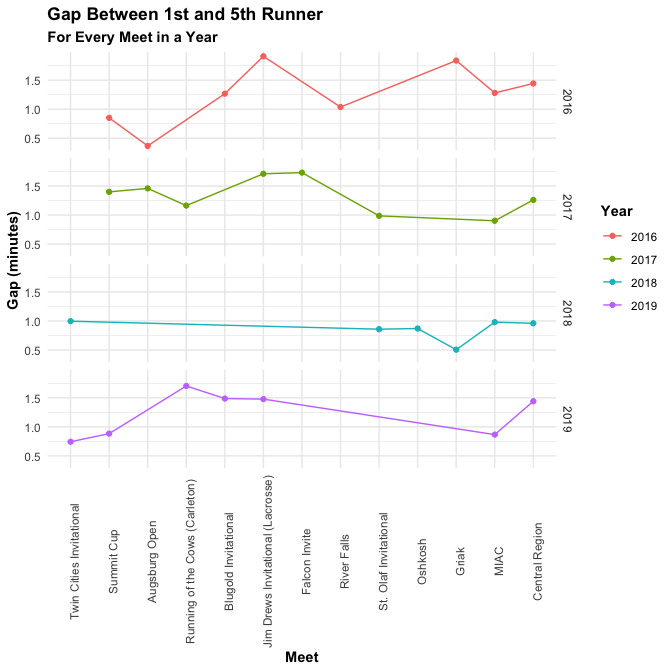 Gap Between 1st and 5th Runner
For Every Meet in a Year
Gap (minutes)
1.5
1.0
0.5
2016
1.5
1.0
0.5
2017
1.5
1.0
0.5
2018
1.5
1.0
0.5
2019
Year
2016
2017
2018
2019
Twin Cities Invitational
Summit Cup
Augsburg Open
Running of the Cows (Carleton)
Blugold Invitational
Jim Drews Invitational (Lacrosse)
Falcon Invite
River Falls
St. Olaf Invitational
Oshkosh
Griak
MIAC
Central Region
Meet